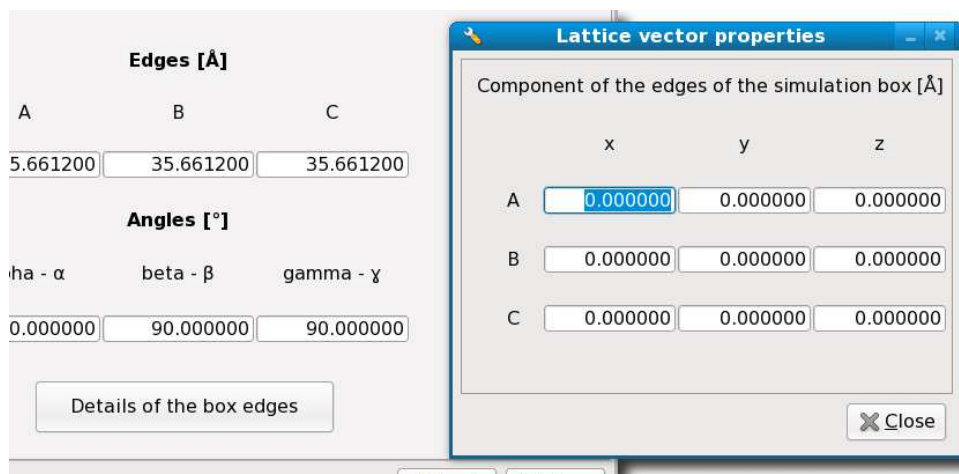 Edges [Å]
A B C
5.661200 35.661200 35.661200
Angles [°]
ha - α beta - β gamma - ɣ
0.000000 90.000000 90.000000
Details of the box edges
Lattice vector properties
Component of the edges of the simulation box [Å]
x y z
A 0.000000 0.000000 0.000000
B 0.000000 0.000000 0.000000
C 0.000000 0.000000 0.000000
Close